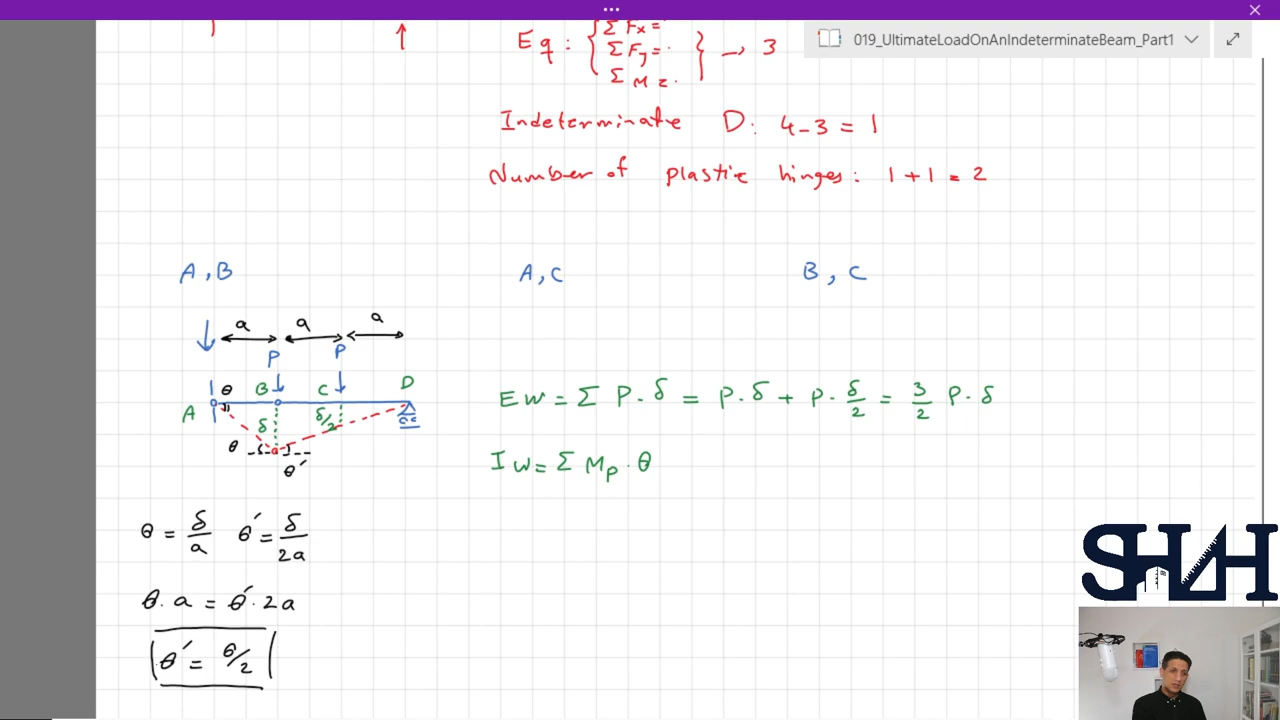 ΣFx =
Eq : ΣFy = . → 3
ΣMz .
019_UltimateLoadOnAnIndeterminateBeam_Part1
Indeterminate D: 4-3 = 1
Number of plastic hinges: 1+1 = 2
A,B A,C B,C
a a a
P P
θ B C D
A δ δ/2
θ θ′
EW = Σ P.δ = P.δ + P.δ/2 = 3/2 P.δ
IW = Σ Mp.θ
θ = δ/a θ′ = δ/2a
θ.a = θ′.2a
θ′ = θ/2
SHZH